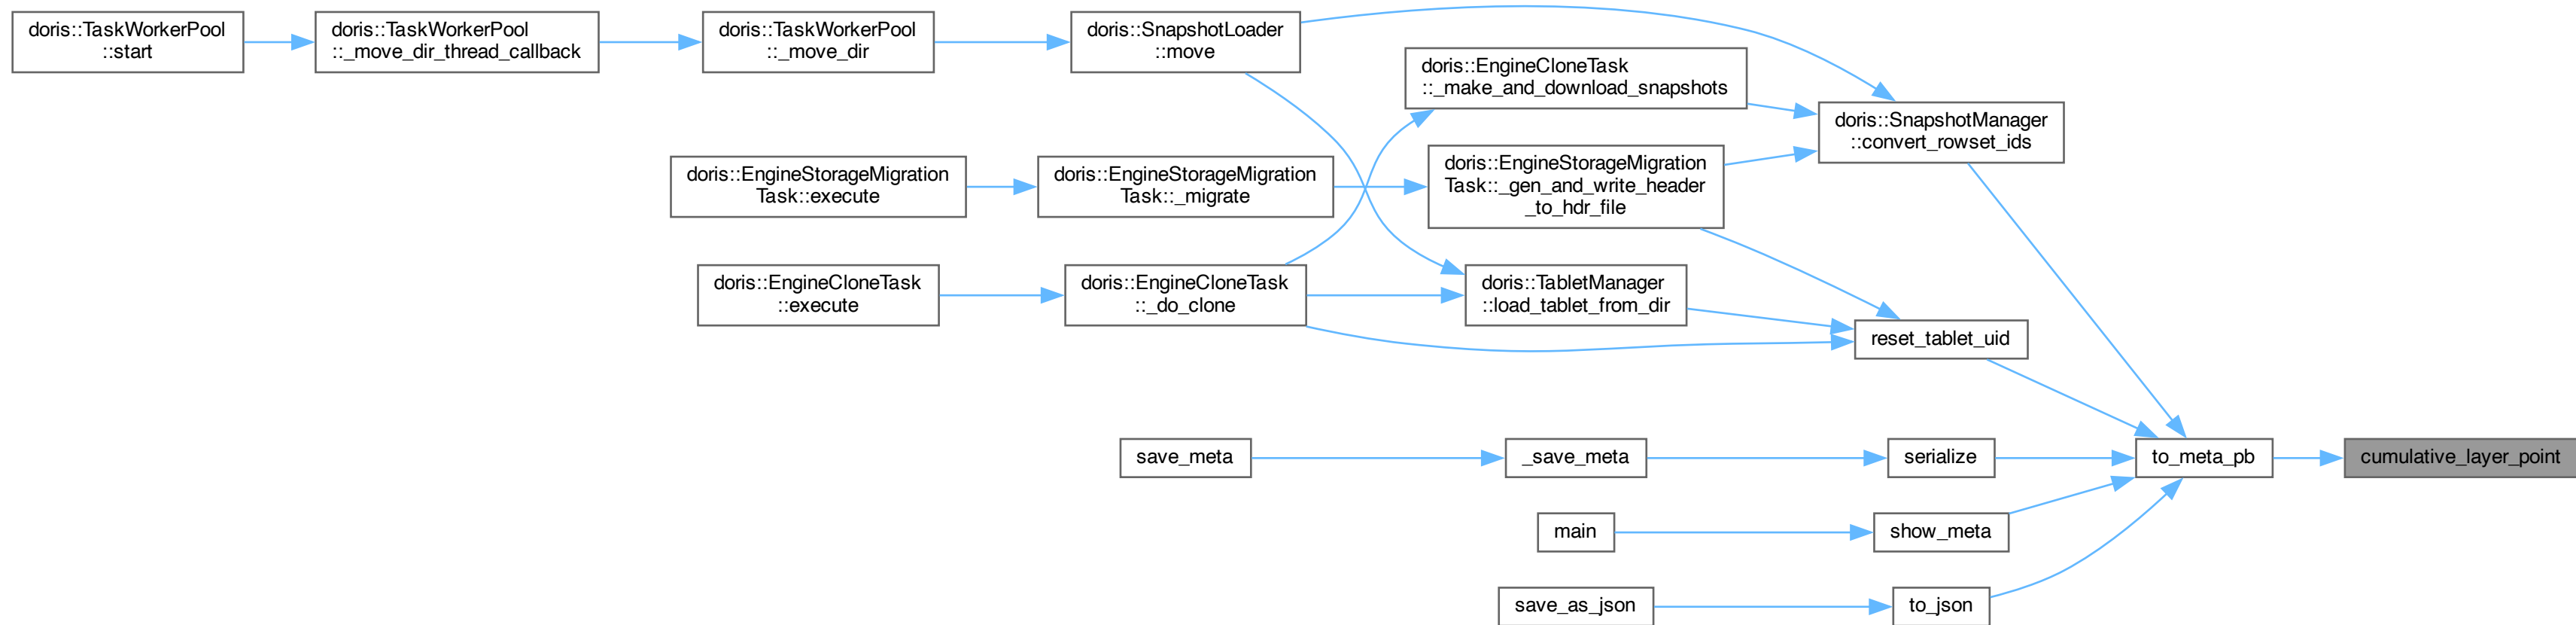 doris::TaskWorkerPool
::start
doris::TaskWorkerPool
::_move_dir_thread_callback
doris::TaskWorkerPool
::_move_dir
doris::SnapshotLoader
::move
doris::EngineCloneTask
::_make_and_download_snapshots
doris::SnapshotManager
::convert_rowset_ids
doris::EngineStorageMigration
Task::execute
doris::EngineStorageMigration
Task::_migrate
doris::EngineStorageMigration
Task::_gen_and_write_header
_to_hdr_file
doris::EngineCloneTask
::execute
doris::EngineCloneTask
::_do_clone
doris::TabletManager
::load_tablet_from_dir
reset_tablet_uid
save_meta
_save_meta
serialize
to_meta_pb
cumulative_layer_point
main
show_meta
save_as_json
to_json